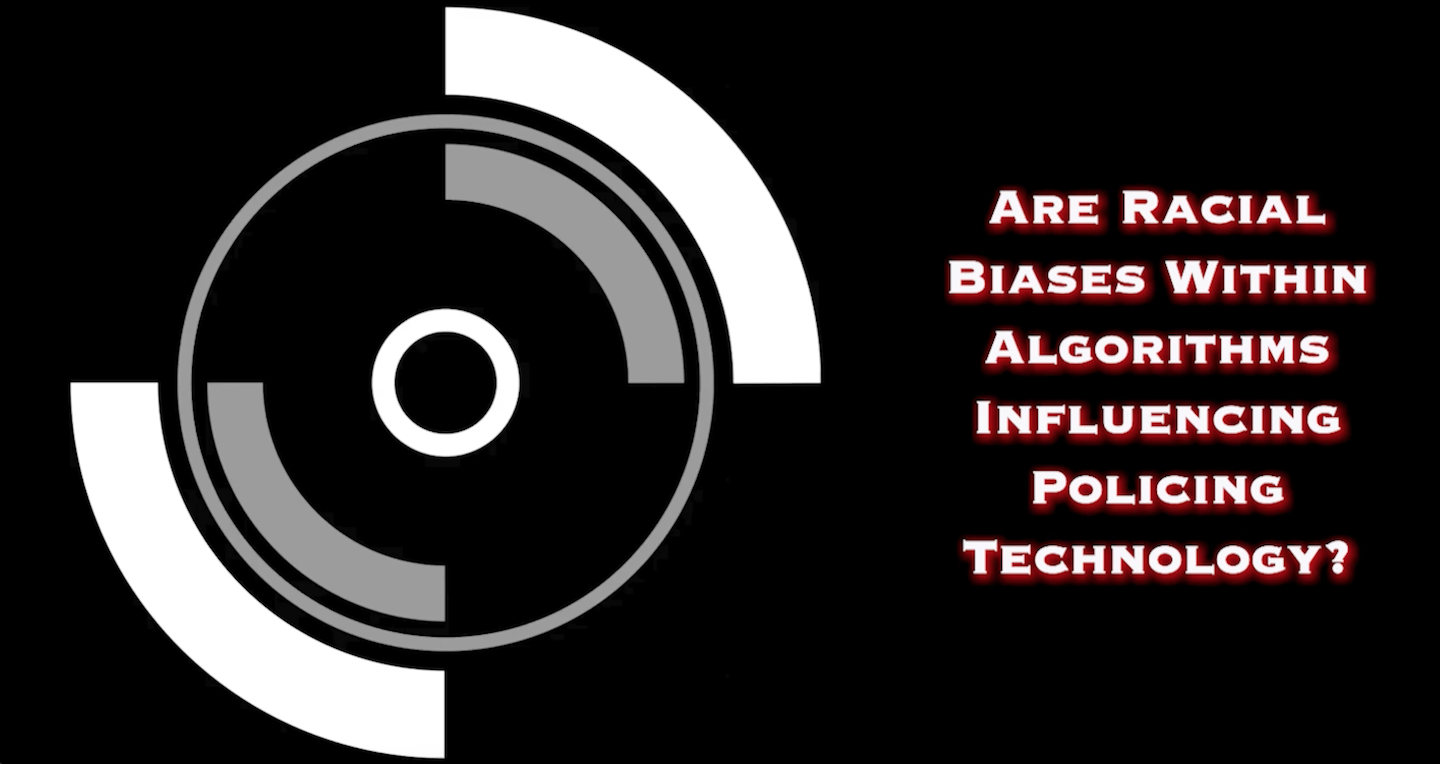 Are Racial
Biases Within
Algorithms
Influencing
Policing
Technology?